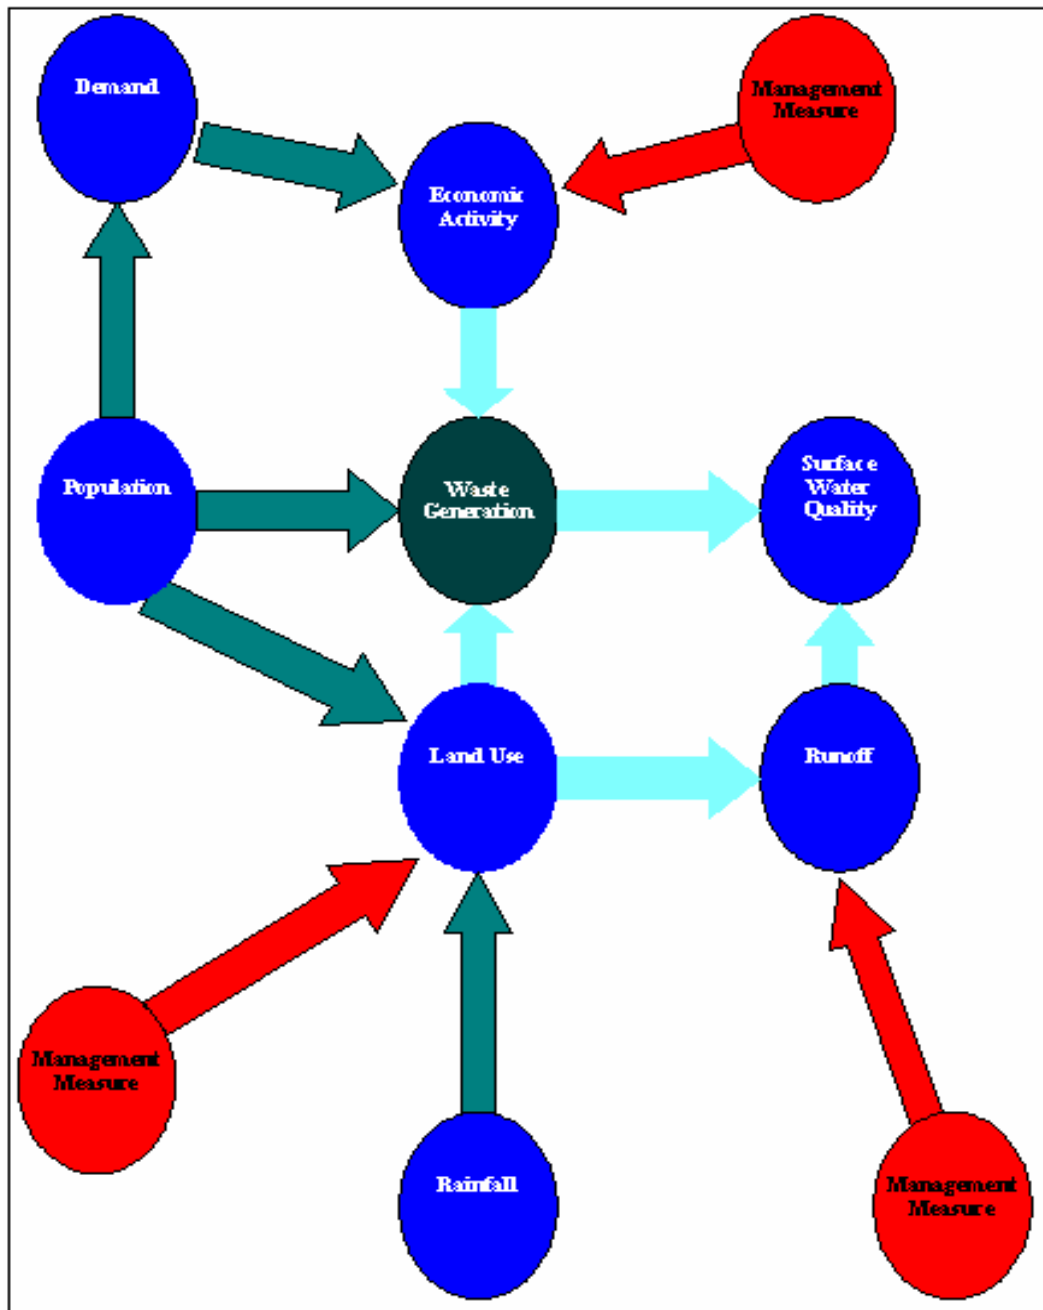 Demand
Management
Measure
Economic
Activity
Population
Waste
Generation
Surface
Water
Quality
Land Use
Runoff
Management
Measure
Rainfall
Management
Measure